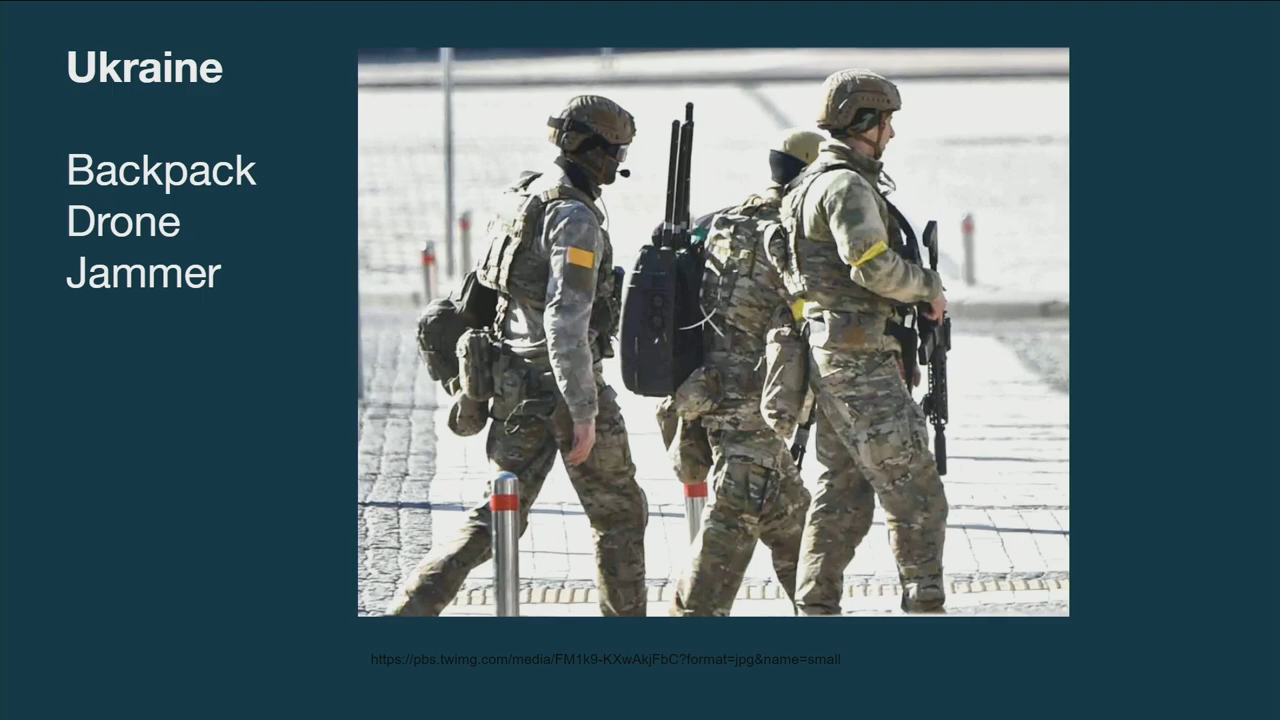 Ukraine
Backpack
Drone
Jammer
https://pbs.twimg.com/media/FM1k9-KXwAkjFbC?format=jpg&name=small